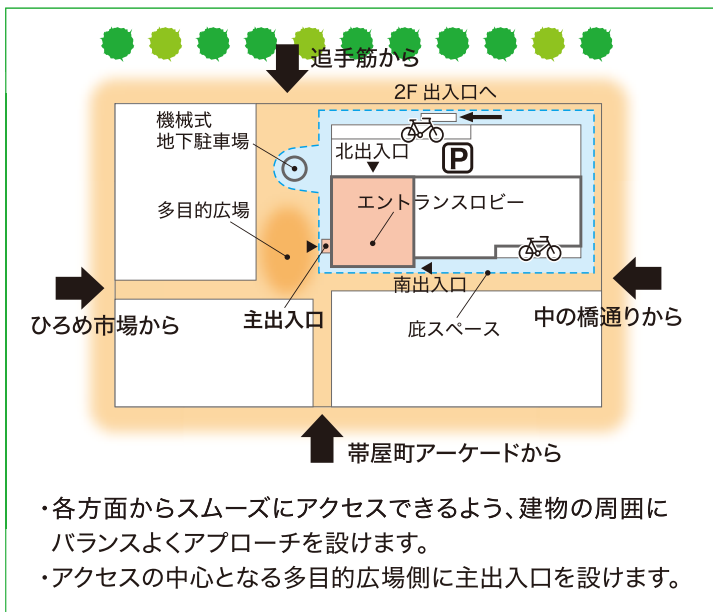 追手筋から
2F 出入口へ
機械式
地下駐車場
北出入口
P
多目的広場
エントランスロビー
南出入口
主出入口
庇スペース
ひろめ市場から
中の橋通りから
帯屋町アーケードから
・各方面からスムーズにアクセスできるよう、建物の周囲に
バランスよくアプローチを設けます。
・アクセスの中心となる多目的広場側に主出入口を設けます。